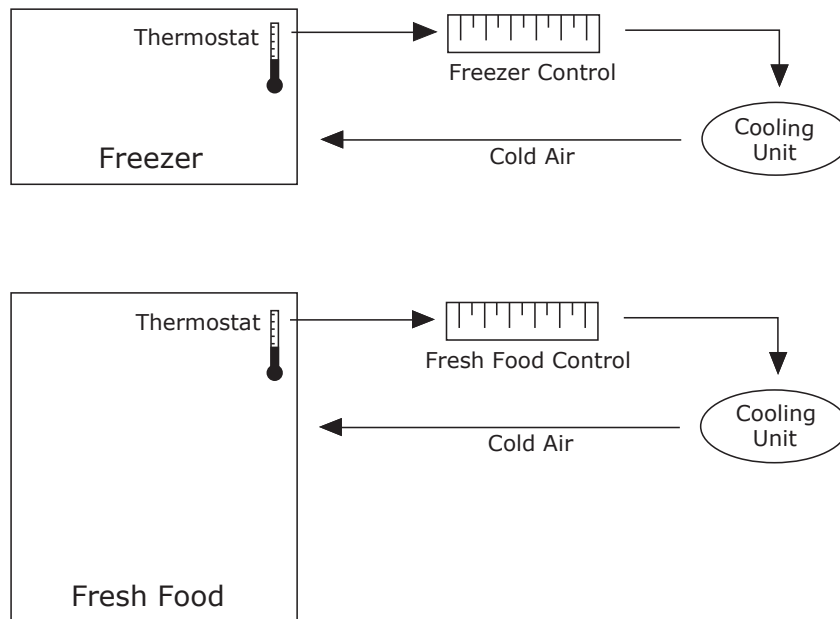 Thermostat
Freezer Control
Cooling
Unit
Cold Air
Freezer
Thermostat
Fresh Food Control
Cooling
Unit
Cold Air
Fresh Food